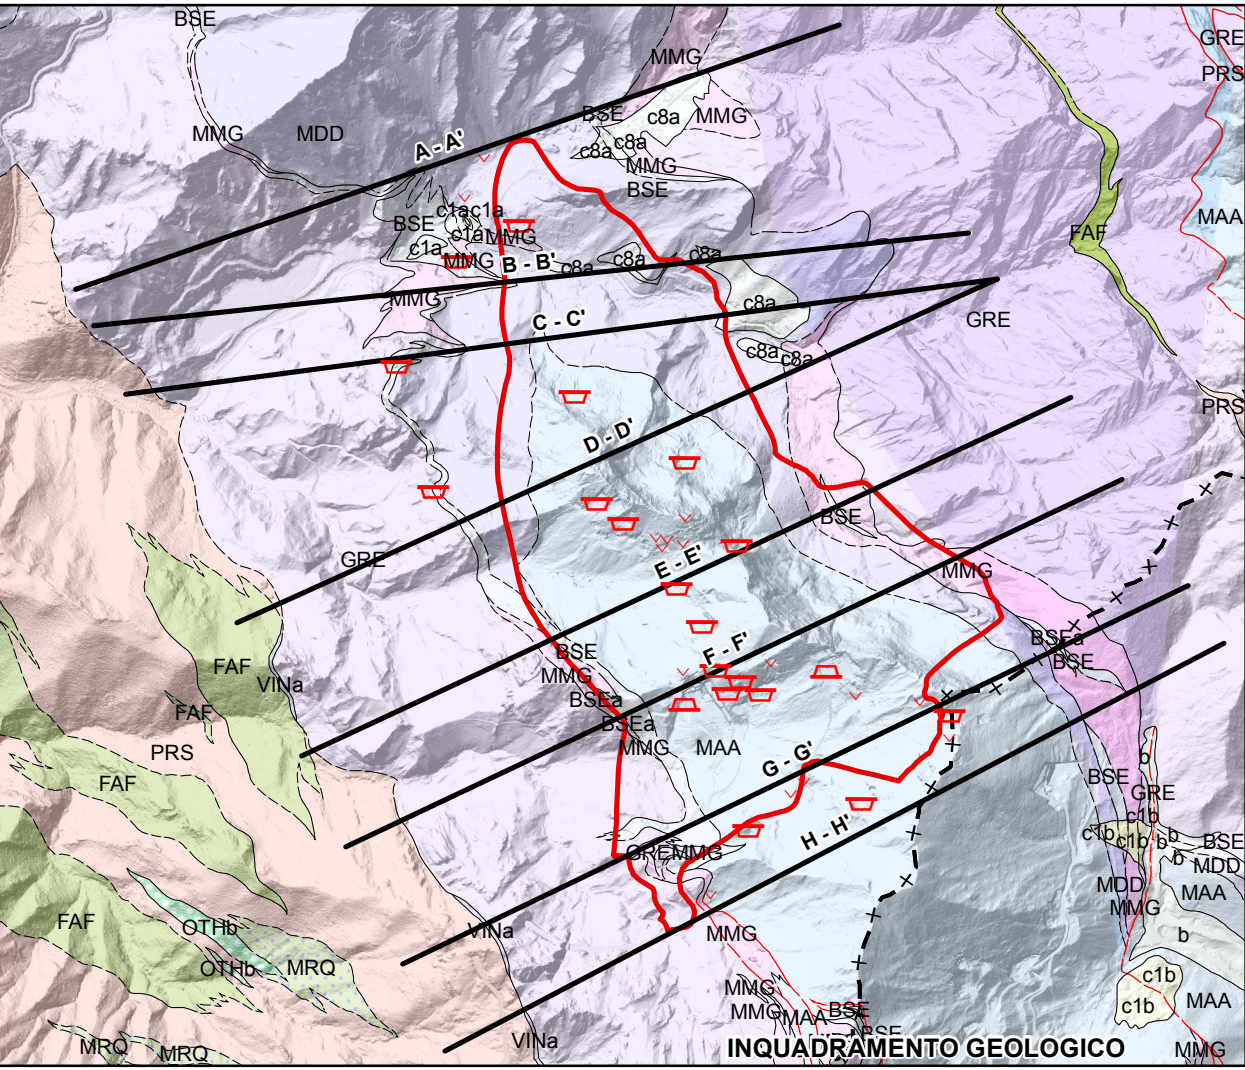 BSE
GRE
MMG
PRS
MMG
MDD
BSE
c8a
MMG
c8a
c8a
A - A'
MMG
BSE
MAA
c1a
c1a
BSE
c1a
MMG
FAF
c1a
MMG
B - B'
c8a
c8a
c8a
MMG
c8a
C - C'
GRE
c8a
c8a
PRS
D - D'
BSE
GRE
E - E'
MMG
BSEa
BSE
BSE
F - F'
FAF
MMG
VINa
BSEa
FAF
BSEa
PRS
MMG
MAA
G - G'
b
FAF
BSE
GRE
c1b
H - H'
c1b
c1b
b
b
BSE
b
GRE
MMG
MDD
MDD
MAA
MMG
FAF
OTHb
VINa
MMG
b
OTHb
MRQ
c1b
MMG
MAA
c1b
MMG
MAA
BSE
BSE
VINa
MRQ
MRQ
INQUADRAMENTO GEOLOGICO
MMG